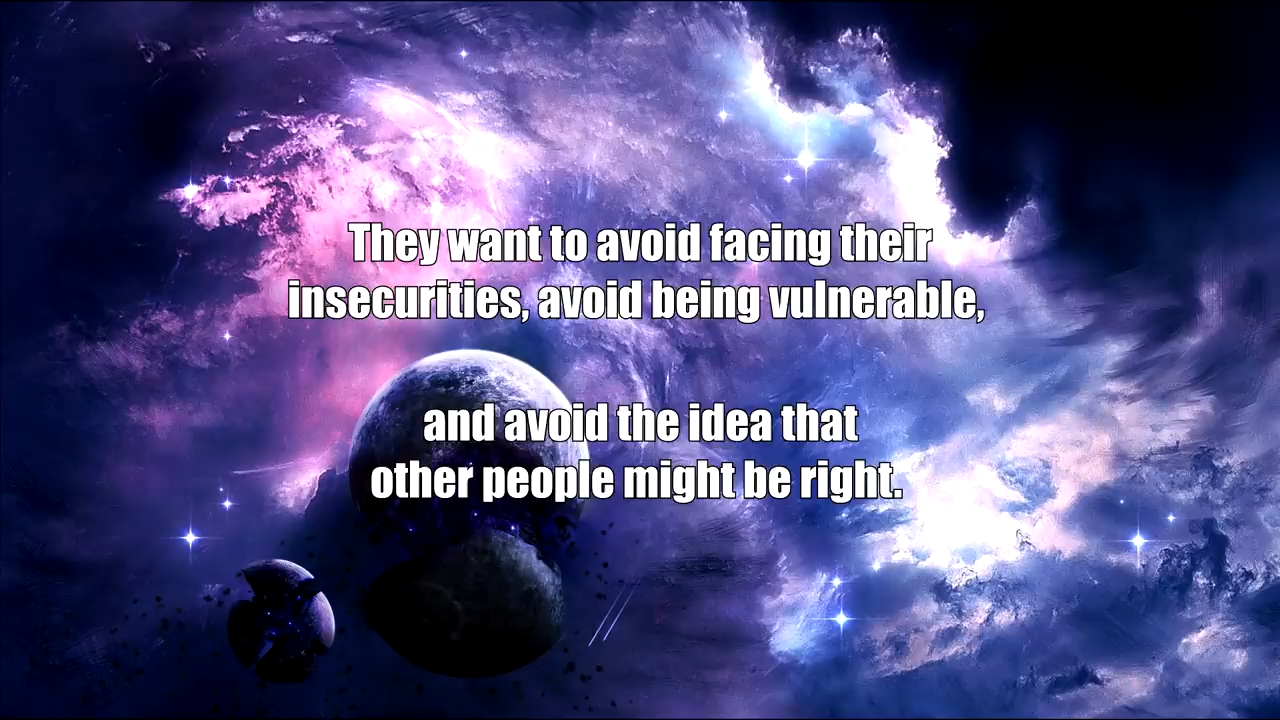 They want to avoid facing their
insecurities, avoid being vulnerable,
and avoid the idea that
other people might be right.